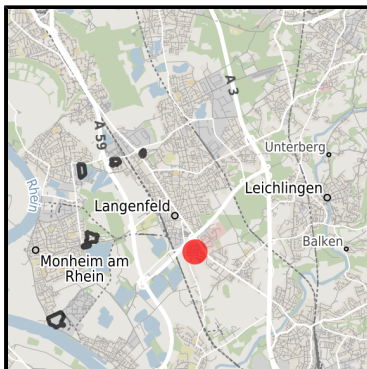 A 3
A 59
Unterberg
Rhein
Leichlingen
Langenfeld
Balken
Monheim am
Rhein